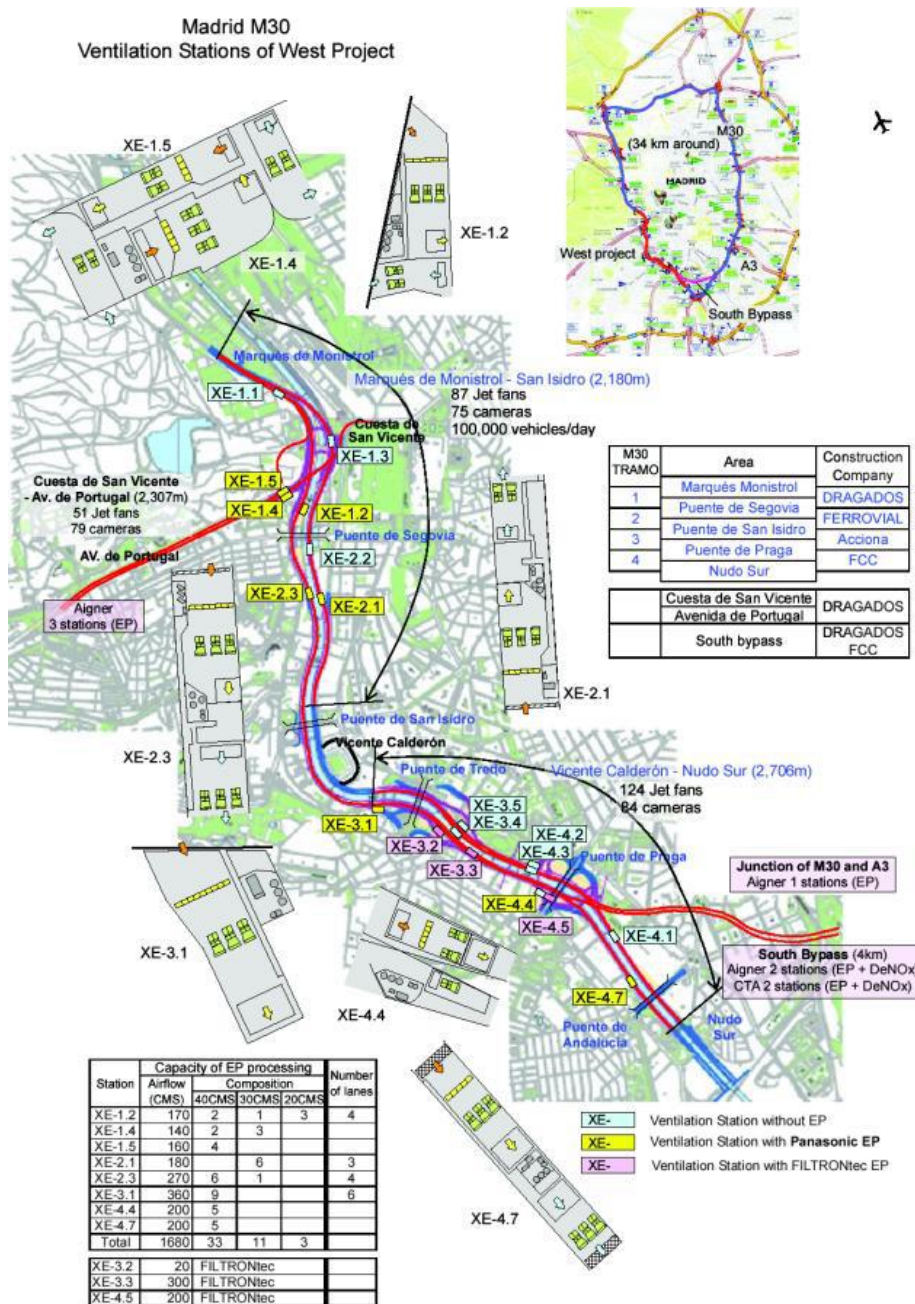 Madrid M30
Ventilation Stations of West Project
XE-1.5
XE-1.2
XE-1.4
M30
(34 km around)
MADRID
West project
A3
South Bypass
Marqués de Monistrol
XE-1.1
Marqués de Monistrol - San Isidro (2,180m)
87 Jet fans
75 cameras
100,000 vehicles/day
Cuesta de
San Vicente
XE-1.3
Cuesta de San Vicente
- Av. de Portugal (2,307m)
51 Jet fans
79 cameras
XE-1.5
XE-1.4
XE-1.2
Puente de Segovia
AV. de Portugal
XE-2.2
XE-2.3
XE-2.1
Aigner
3 stations (EP)
M30
TRAMO
Area
Construction
Company
1
Marqués Monistrol
DRAGADOS
Puente de Segovia
2
FERROVIAL
Puente de San Isidro
3
Acciona
Puente de Praga
4
FCC
Nudo Sur
Cuesta de San Vicente
Avenida de Portugal
DRAGADOS
South bypass
DRAGADOS
FCC
XE-2.1
XE-2.3
Puente de San Isidro
Vicente Calderón
Puente de Tredo
Vicente Calderón - Nudo Sur (2,706m)
124 Jet fans
84 cameras
XE-3.1
XE-3.5
XE-3.4
XE-3.2
XE-3.3
XE-4.2
XE-4.3
Puente de Praga
XE-4.4
XE-4.5
XE-4.1
Junction of M30 and A3
Aigner 1 stations (EP)
South Bypass (4km)
Aigner 2 stations (EP + DeNOx)
CTA 2 stations (EP + DeNOx)
XE-4.7
Puente de
Andalucía
Nudo
Sur
XE-3.1
XE-4.4
XE-4.7
Station
Capacity of EP processing
Number
of lanes
Airflow
(CMS)
Composition
40CMS 30CMS 20CMS
XE-1.2 170 2 1 3 4
XE-1.4 140 2 3
XE-1.5 160 4
XE-2.1 180 6 3
XE-2.3 270 6 1 4
XE-3.1 360 9 6
XE-4.4 200 5
XE-4.7 200 5
Total 1680 33 11 3
XE-3.2 20 FILTRONtec
XE-3.3 300 FILTRONtec
XE-4.5 200 FILTRONtec
XE- Ventilation Station without EP
XE- Ventilation Station with Panasonic EP
XE- Ventilation Station with FILTRONtec EP